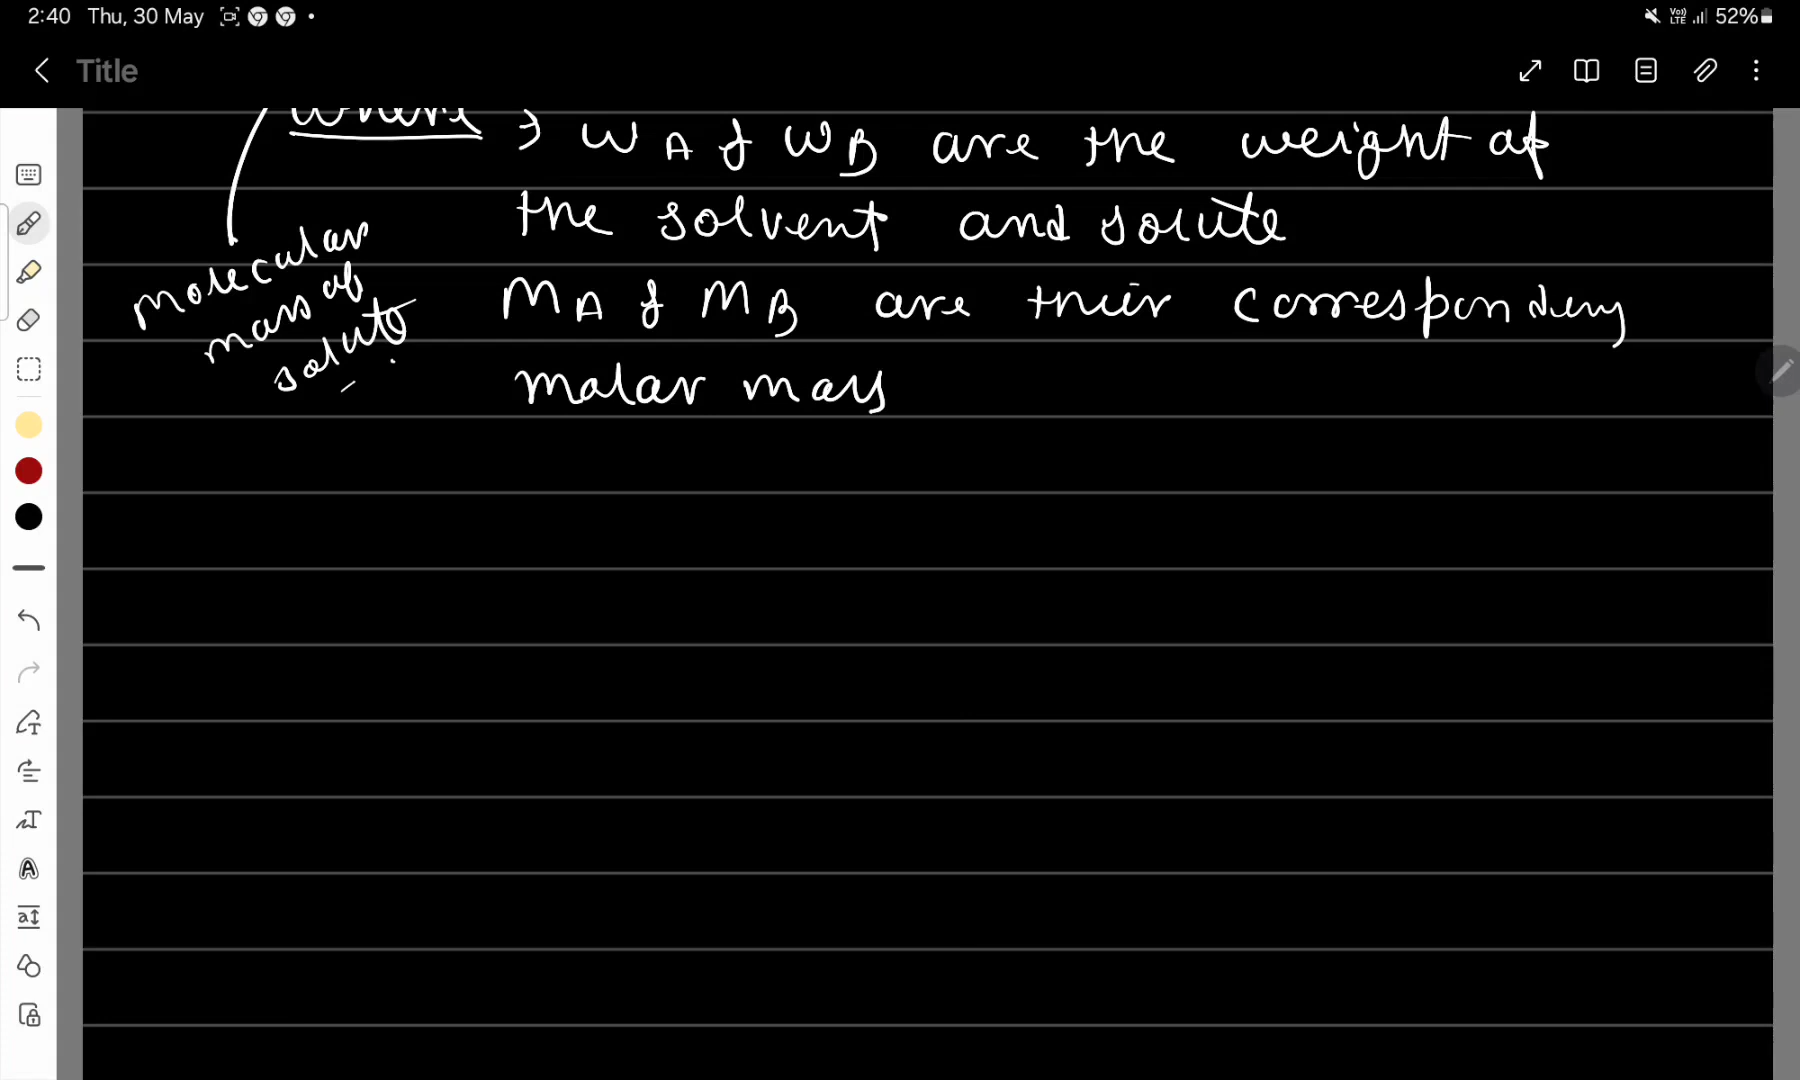 2:40 Thu, 30 May
52%
Title
where → WA & WB are the weight of
the solvent and solute
molecular
mass of
solute
MA & MB are their corresponding
molar mass